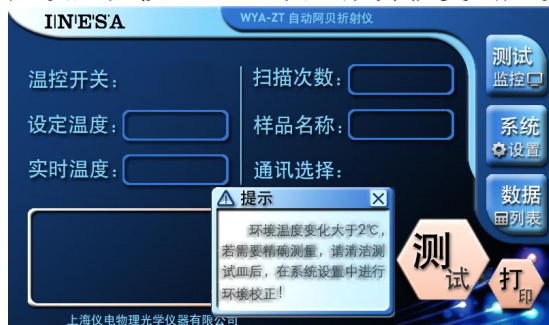 INESA
WYA-ZT 自动阿贝折射仪
温控开关：
扫描次数：
测试
监控
设定温度：
样品名称：
系统
设置
实时温度：
通讯选择：
数据
列表
提示
环境温度变化大于2℃，
若需要精确测量，请清洁测
试皿后，在系统设置中进行
环境校正！
测试
打印
上海仪电物理光学仪器有限公司